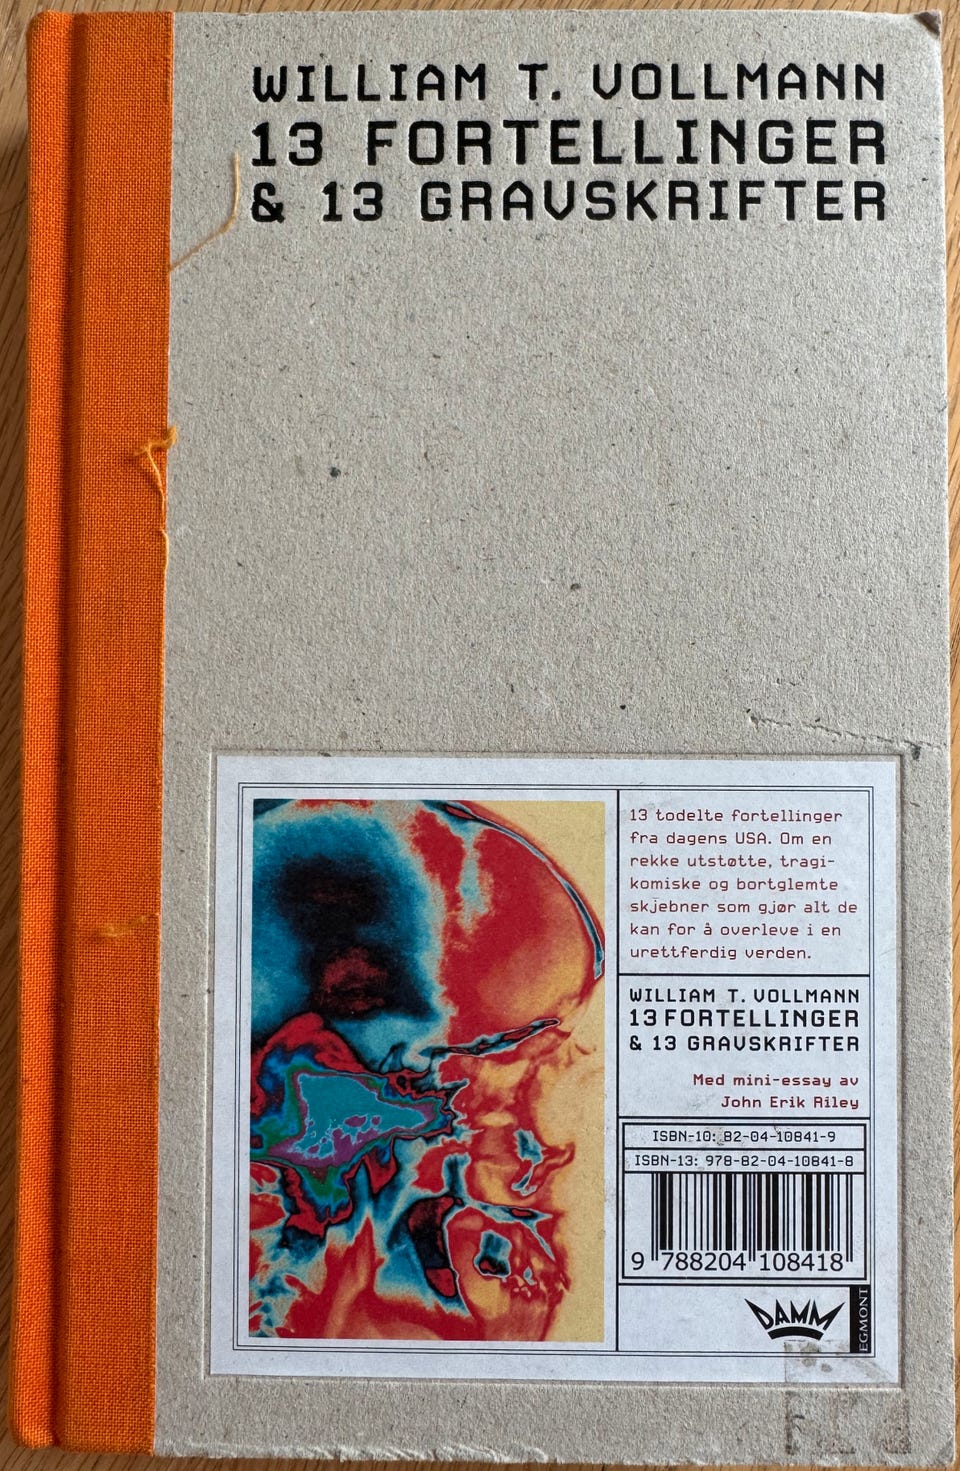 WILLIAM T. VOLLMANN
13 FORTELLINGER
& 13 GRAVSKRIFTER
13 todelte fortellinger
fra dagens USA. Om en
rekke utstøtte, tragi-
komiske og bortglemte
skjebner som gjør alt de
kan for å overleve i en
urettferdig verden.
WILLIAM T. VOLLMANN
13 FORTELLINGER
& 13 GRAVSKRIFTER
Med mini-essay av
John Erik Riley
ISBN-10: 82-04-10841-9
ISBN-13: 978-82-04-10841-8
9 788204 108418
DAMM
EGMONT